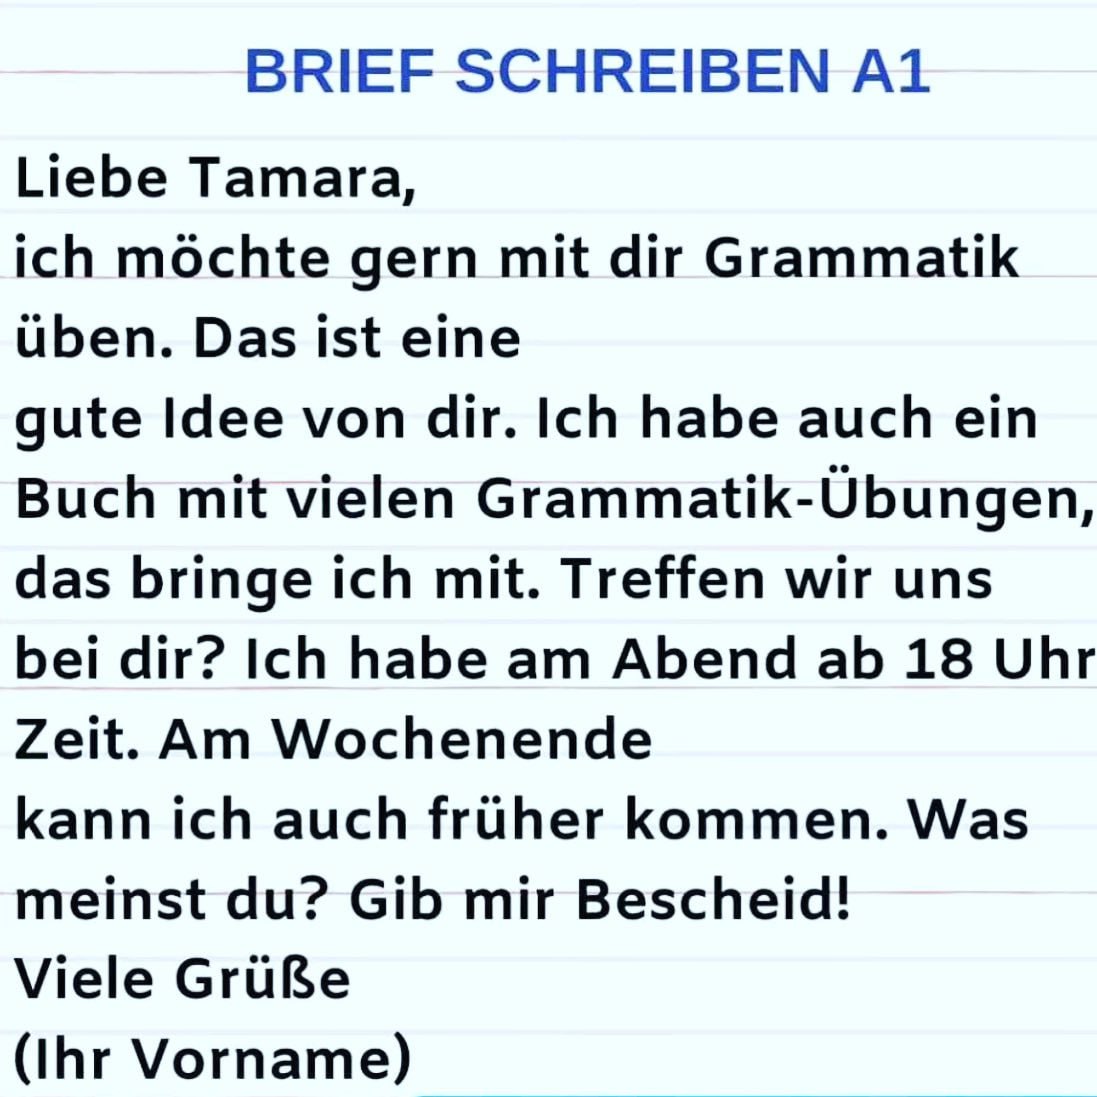 BRIEF SCHREIBEN A1
Liebe Tamara,
ich möchte gern mit dir Grammatik
üben. Das ist eine
gute Idee von dir. Ich habe auch ein
Buch mit vielen Grammatik-Übungen,
das bringe ich mit. Treffen wir uns
bei dir? Ich habe am Abend ab 18 Uhr
Zeit. Am Wochenende
kann ich auch früher kommen. Was
meinst du? Gib mir Bescheid!
Viele Grüße
(Ihr Vorname)